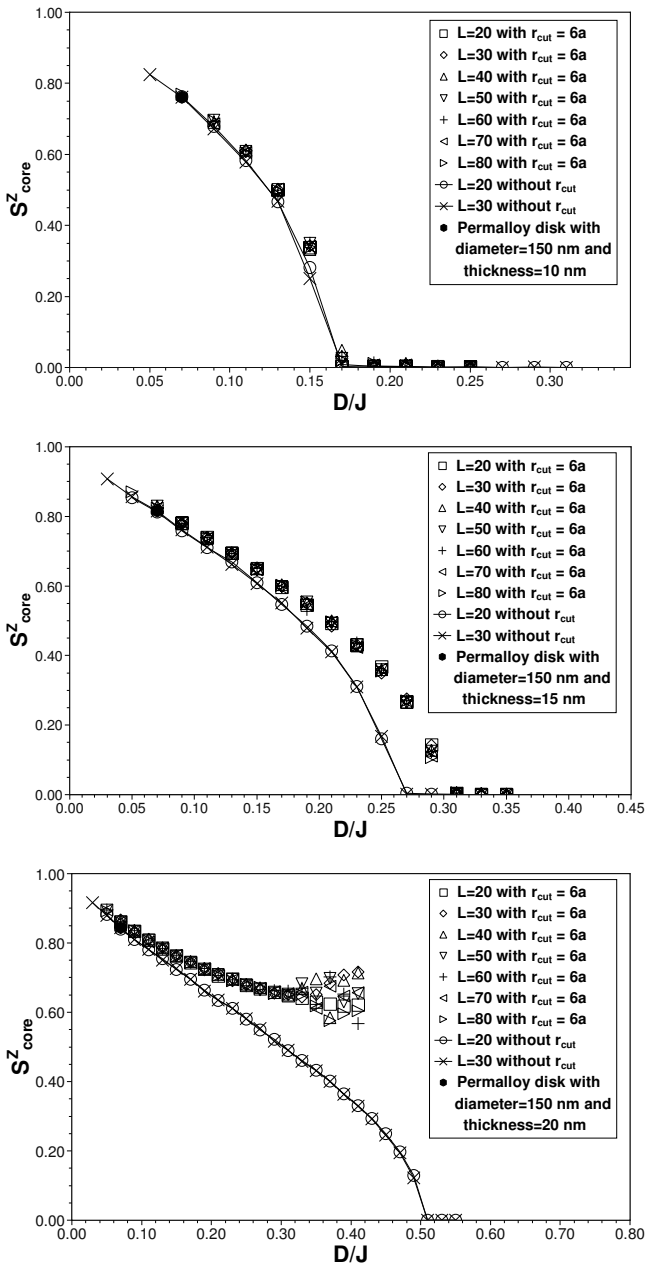 1.00
0.80
0.60
0.40
0.20
0.00
S^Z_core
0.00 0.05 0.10 0.15 0.20 0.25 0.30
D/J
L=20 with r_cut = 6a
L=30 with r_cut = 6a
L=40 with r_cut = 6a
L=50 with r_cut = 6a
L=60 with r_cut = 6a
L=70 with r_cut = 6a
L=80 with r_cut = 6a
L=20 without r_cut
L=30 without r_cut
Permalloy disk with
diameter=150 nm and
thickness=10 nm
1.00
0.80
0.60
0.40
0.20
0.00
S^Z_core
0.00 0.05 0.10 0.15 0.20 0.25 0.30 0.35 0.40 0.45
D/J
L=20 with r_cut = 6a
L=30 with r_cut = 6a
L=40 with r_cut = 6a
L=50 with r_cut = 6a
L=60 with r_cut = 6a
L=70 with r_cut = 6a
L=80 with r_cut = 6a
L=20 without r_cut
L=30 without r_cut
Permalloy disk with
diameter=150 nm and
thickness=15 nm
1.00
0.80
0.60
0.40
0.20
0.00
S^Z_core
0.00 0.10 0.20 0.30 0.40 0.50 0.60 0.70 0.80
D/J
L=20 with r_cut = 6a
L=30 with r_cut = 6a
L=40 with r_cut = 6a
L=50 with r_cut = 6a
L=60 with r_cut = 6a
L=70 with r_cut = 6a
L=80 with r_cut = 6a
L=20 without r_cut
L=30 without r_cut
Permalloy disk with
diameter=150 nm and
thickness=20 nm